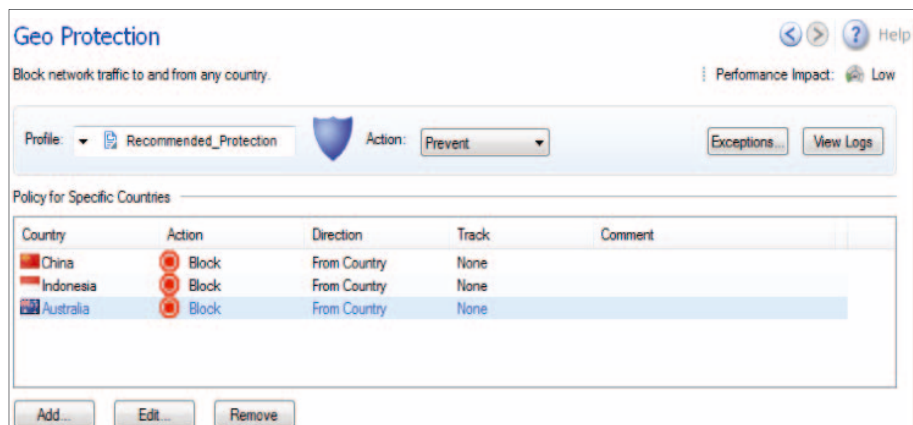 Geo Protection
Help
Block network traffic to and from any country.
Performance Impact: Low
Profile: Recommended_Protection Action: Prevent Exceptions... View Logs
Policy for Specific Countries
Country Action Direction Track Comment
China Block From Country None
Indonesia Block From Country None
Australia Block From Country None
Add... Edit... Remove